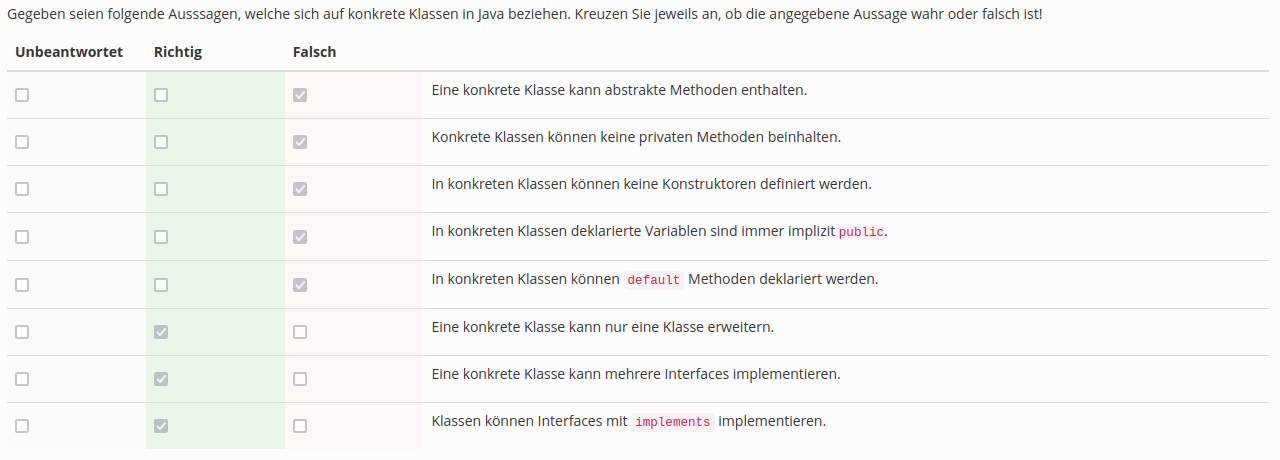 Gegeben seien folgende Ausssagen, welche sich auf konkrete Klassen in Java beziehen. Kreuzen Sie jeweils an, ob die angegebene Aussage wahr oder falsch ist!
Unbeantwortet Richtig Falsch
Eine konkrete Klasse kann abstrakte Methoden enthalten.
Konkrete Klassen können keine privaten Methoden beinhalten.
In konkreten Klassen können keine Konstruktoren definiert werden.
In konkreten Klassen deklarierte Variablen sind immer implizit public.
In konkreten Klassen können default Methoden deklariert werden.
Eine konkrete Klasse kann nur eine Klasse erweitern.
Eine konkrete Klasse kann mehrere Interfaces implementieren.
Klassen können Interfaces mit implements implementieren.